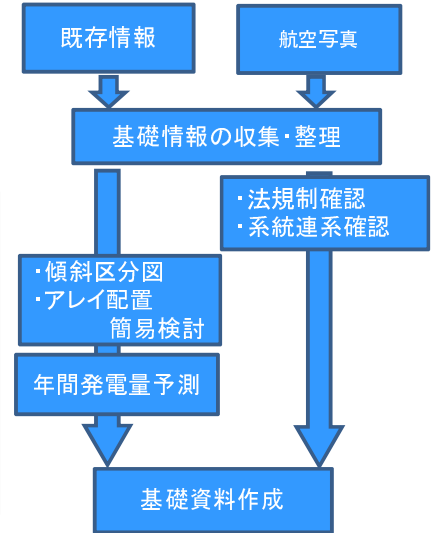 既存情報
航空写真
基礎情報の収集・整理
・法規制確認
・系統連系確認
・傾斜区分図
・アレイ配置
簡易検討
年間発電量予測
基礎資料作成